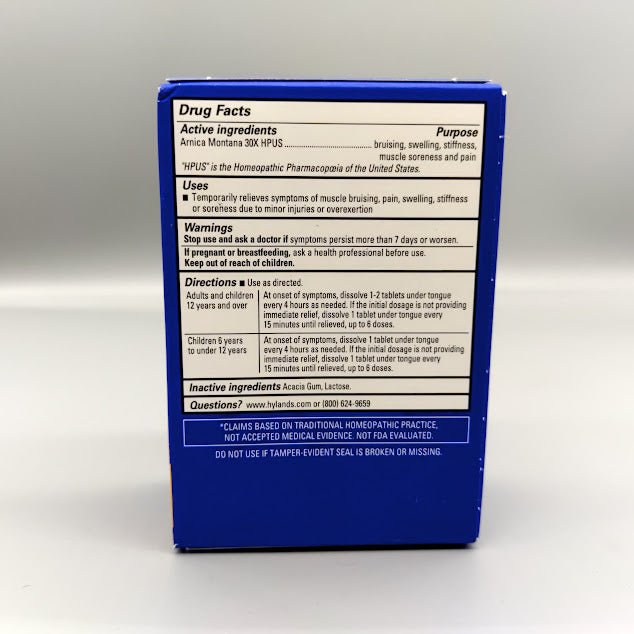 Drug Facts
Active ingredients Purpose
Arnica Montana 30X HPUS ........................................ bruising, swelling, stiffness,
muscle soreness and pain
"HPUS" is the Homeopathic Pharmacopœia of the United States.
Uses
■ Temporarily relieves symptoms of muscle bruising, pain, swelling, stiffness
or soreness due to minor injuries or overexertion
Warnings
Stop use and ask a doctor if symptoms persist more than 7 days or worsen.
If pregnant or breastfeeding, ask a health professional before use.
Keep out of reach of children.
Directions ■ Use as directed.
Adults and children At onset of symptoms, dissolve 1-2 tablets under tongue
12 years and over every 4 hours as needed. If the initial dosage is not providing
immediate relief, dissolve 1 tablet under tongue every
15 minutes until relieved, up to 6 doses.
Children 6 years At onset of symptoms, dissolve 1 tablet under tongue
to under 12 years every 4 hours as needed. If the initial dosage is not providing
immediate relief, dissolve 1 tablet under tongue every
15 minutes until relieved, up to 6 doses.
Inactive ingredients Acacia Gum, Lactose.
Questions? www.hylands.com or (800) 624-9659
*CLAIMS BASED ON TRADITIONAL HOMEOPATHIC PRACTICE,
NOT ACCEPTED MEDICAL EVIDENCE. NOT FDA EVALUATED.
DO NOT USE IF TAMPER-EVIDENT SEAL IS BROKEN OR MISSING.